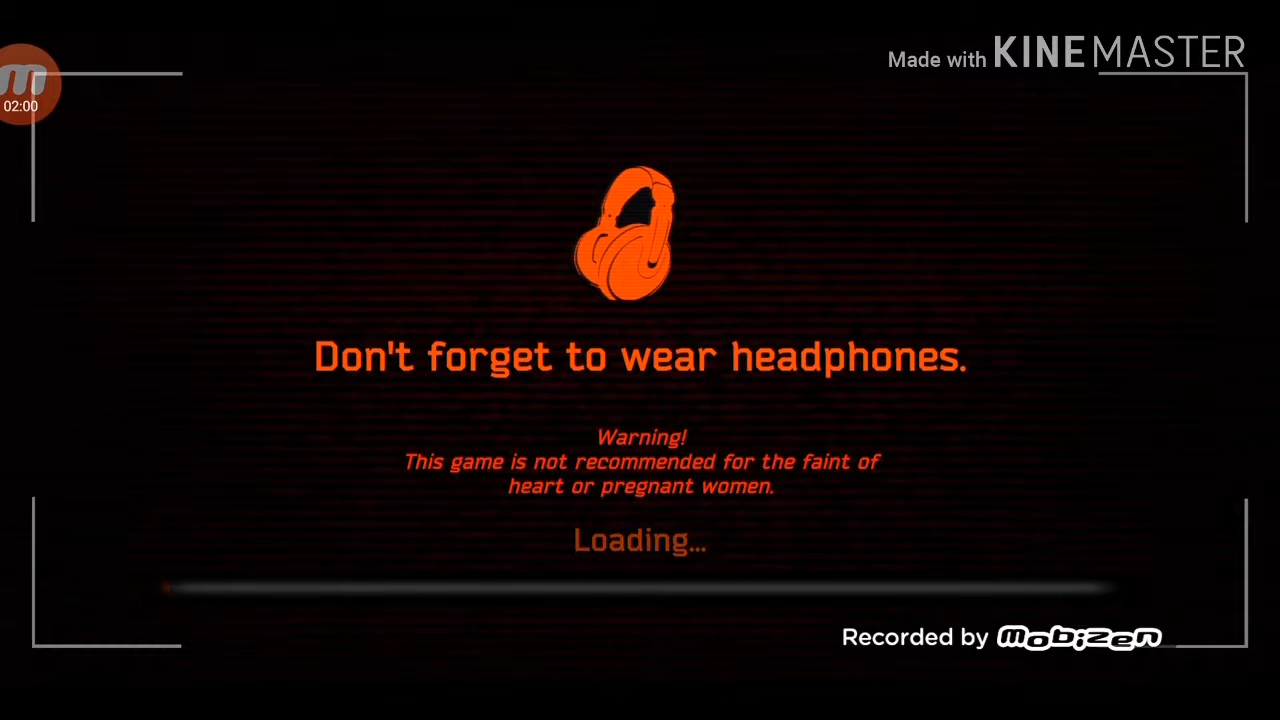 Made with KINEMASTER
02:00
Don't forget to wear headphones.
Warning!
This game is not recommended for the faint of
heart or pregnant women.
Loading...
Recorded by mobizen